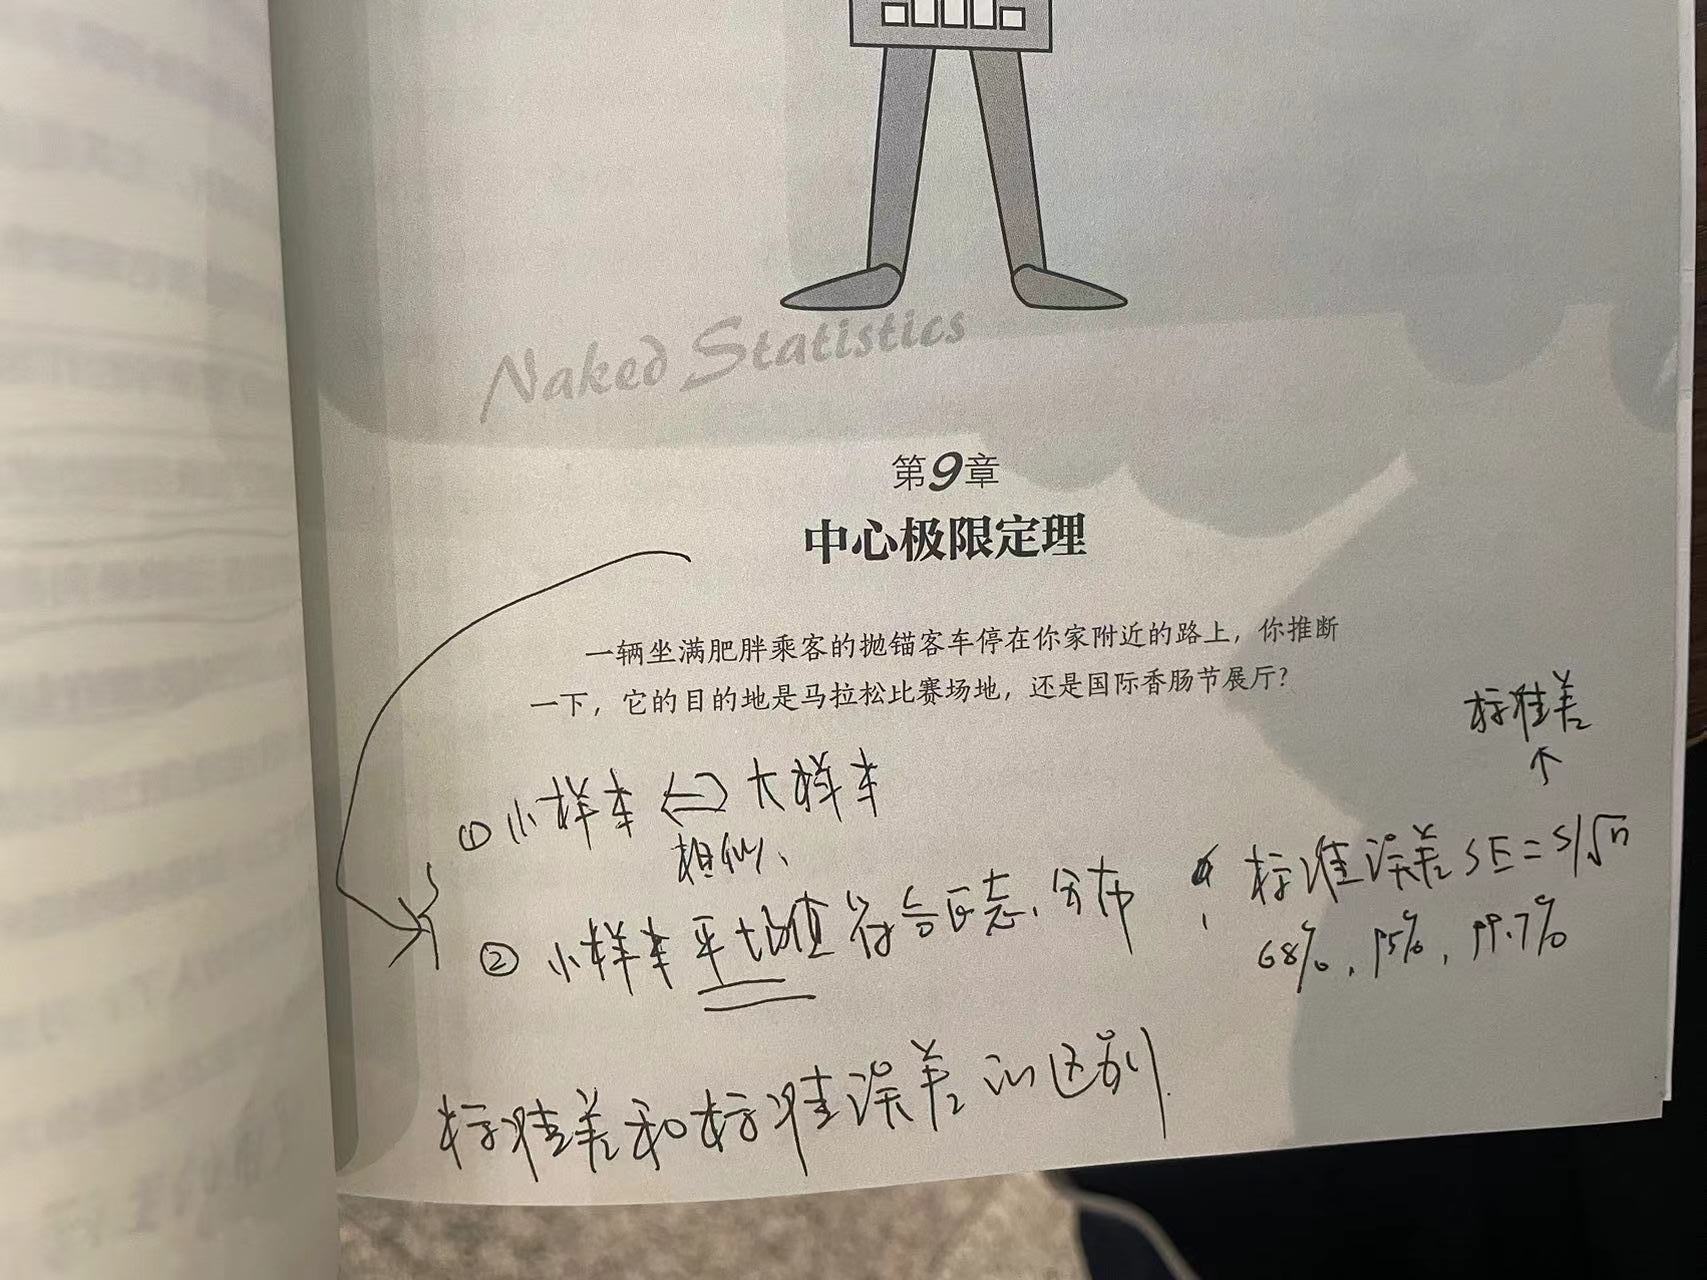 Naked Statistics
第9章
中心极限定理
一辆坐满肥胖乘客的抛锚客车停在你家附近的路上，你推断
一下，它的目的地是马拉松比赛场地，还是国际香肠节展厅？
标准差
↑
①小样本 ⇔ 大样本
相似、
标准误差 SE=s/√n
68%，95%，99.7%
②小样本平均值符合正态分布
标准差和标准误差的区别